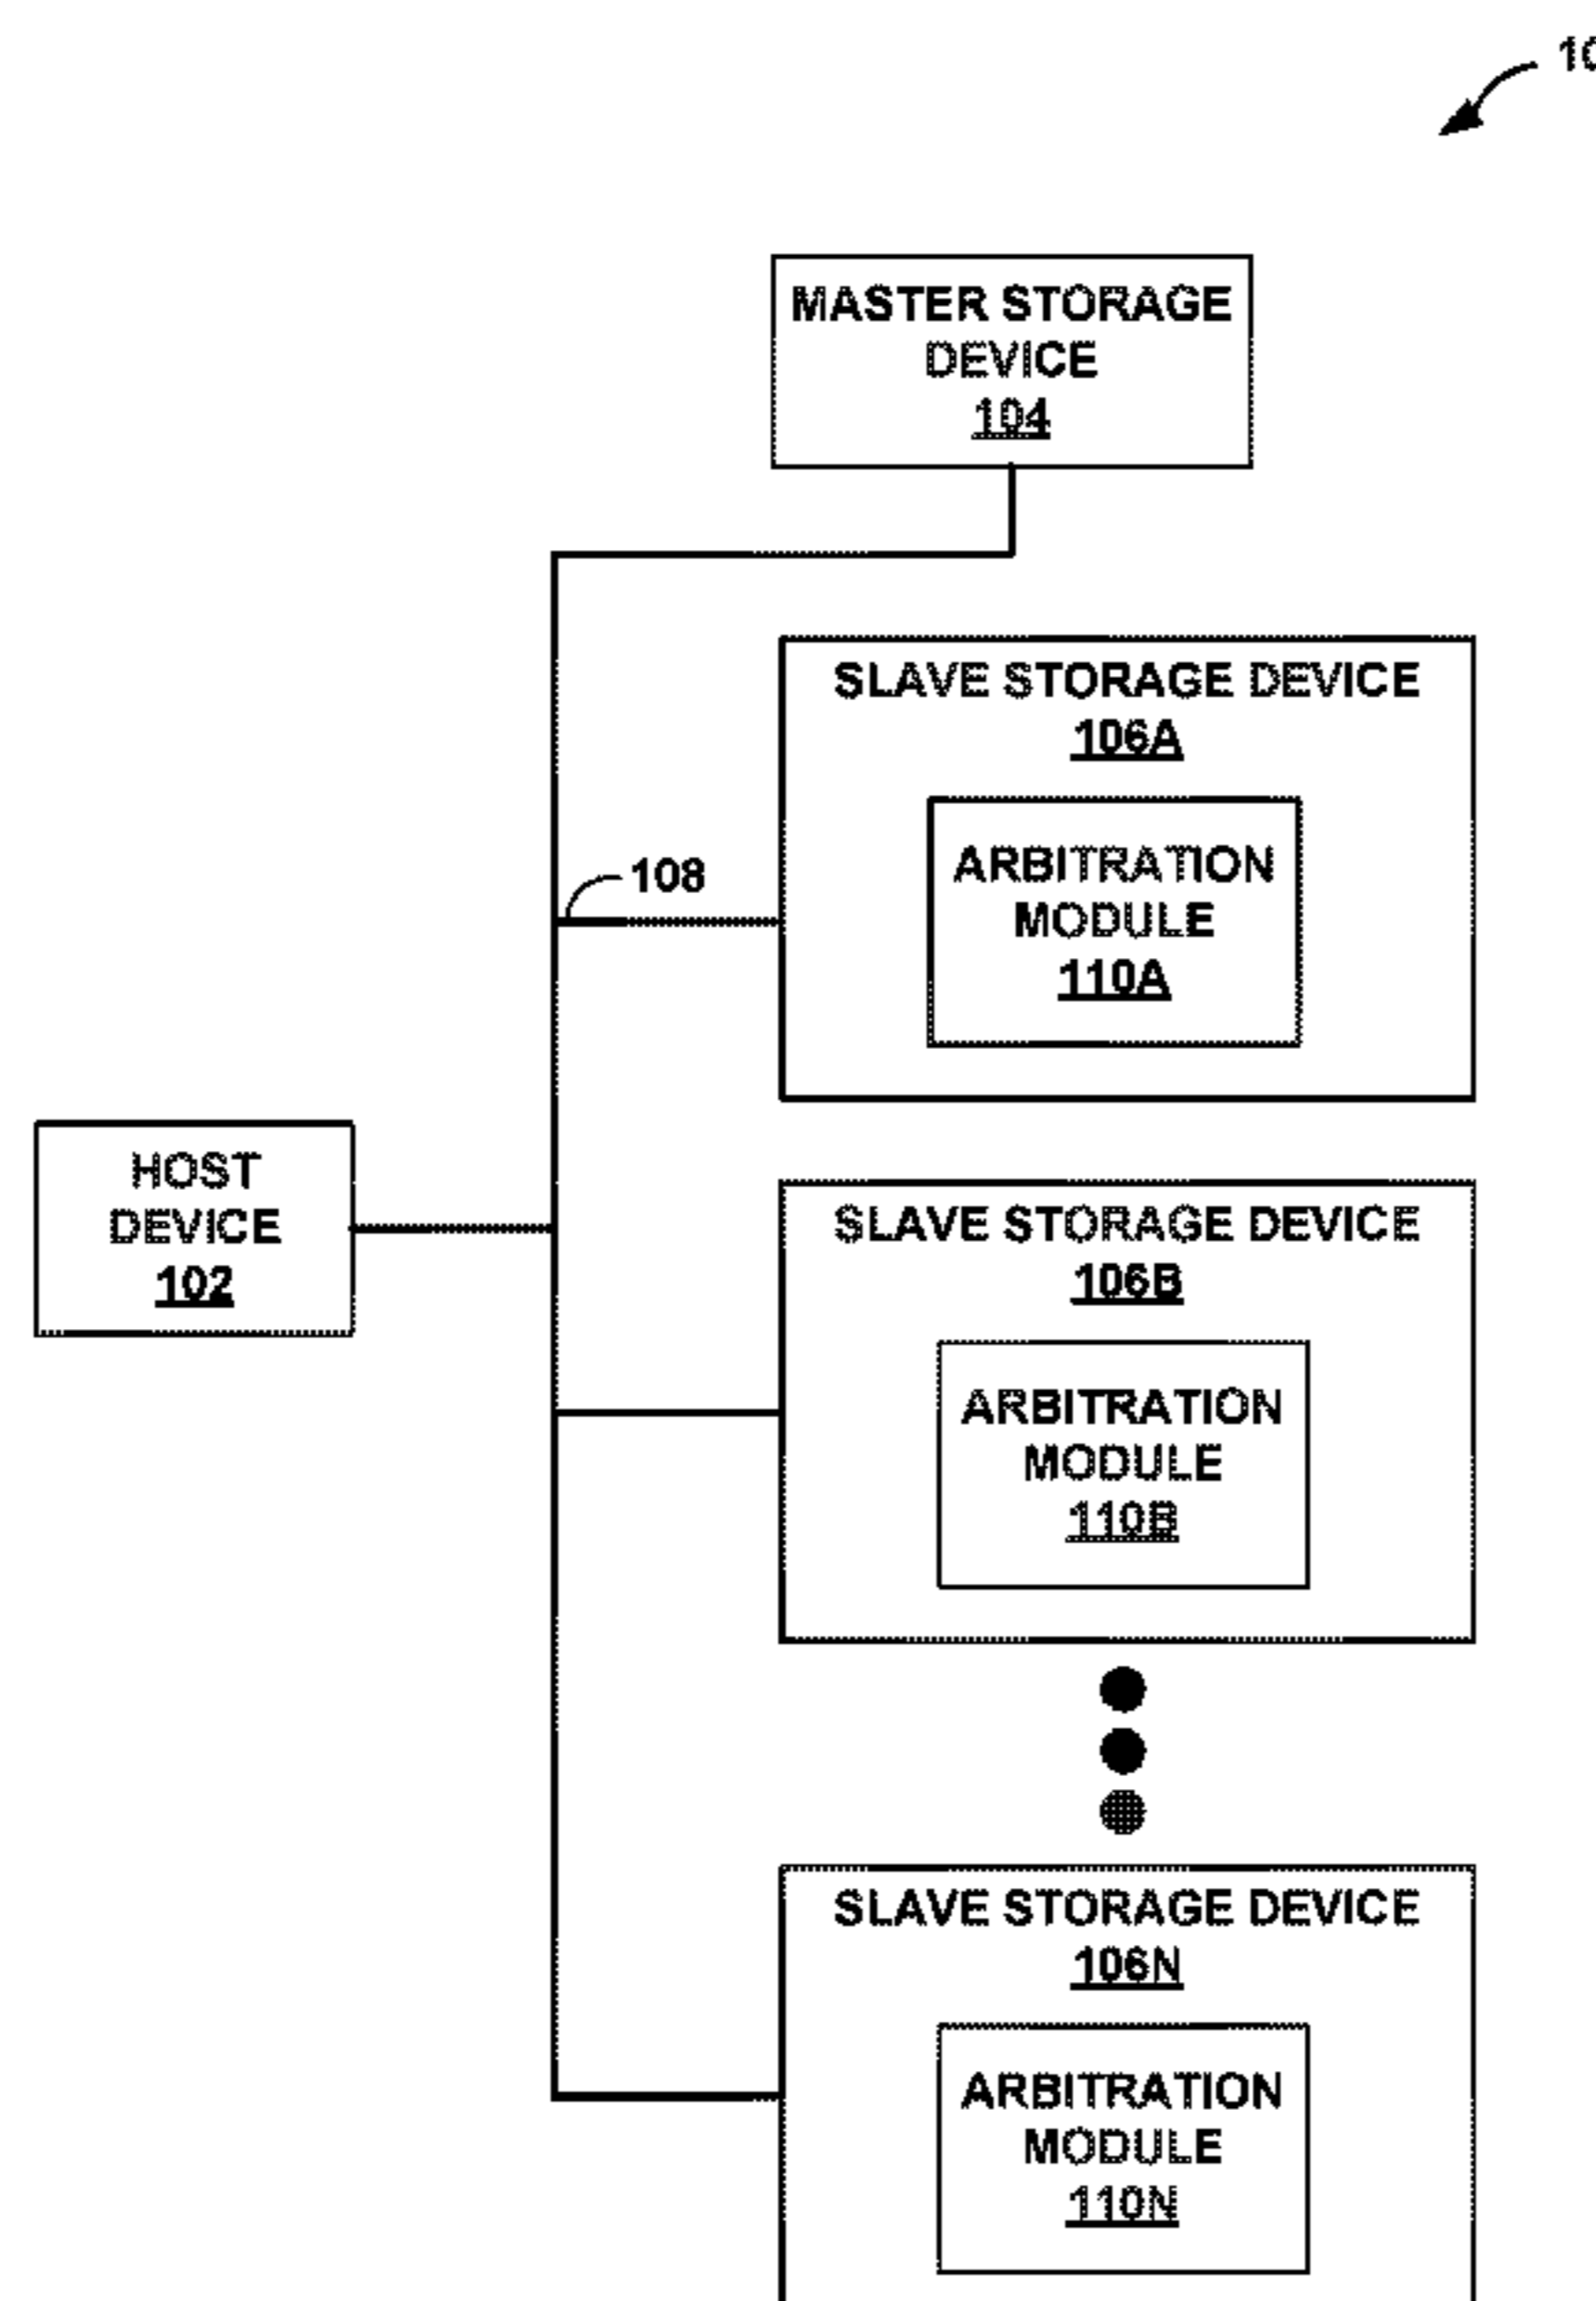 MASTER STORAGE
DEVICE
104
SLAVE STORAGE DEVICE
106A
108
ARBITRATION
MODULE
110A
HOST
DEVICE
102
SLAVE STORAGE DEVICE
106B
ARBITRATION
MODULE
110B
SLAVE STORAGE DEVICE
106N
ARBITRATION
MODULE
110N